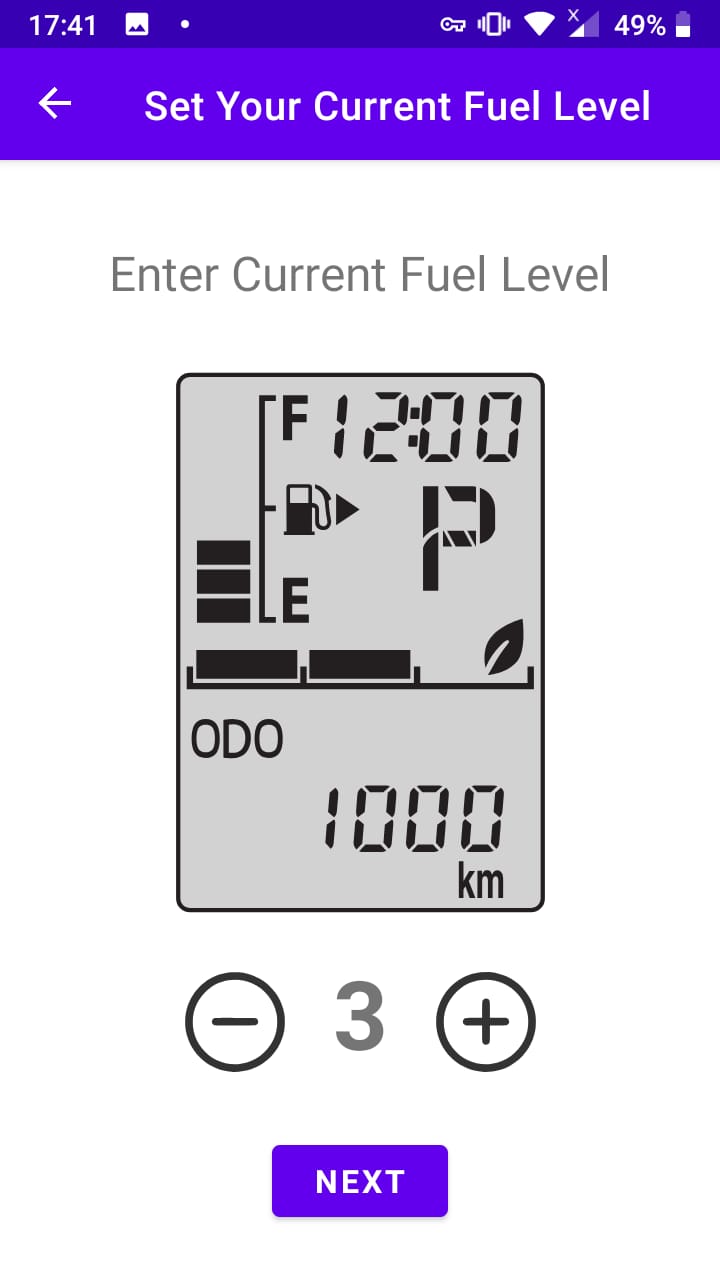 17:41 49%
Set Your Current Fuel Level
Enter Current Fuel Level
F 12:00
P
E
ODO
1000
km
3
NEXT